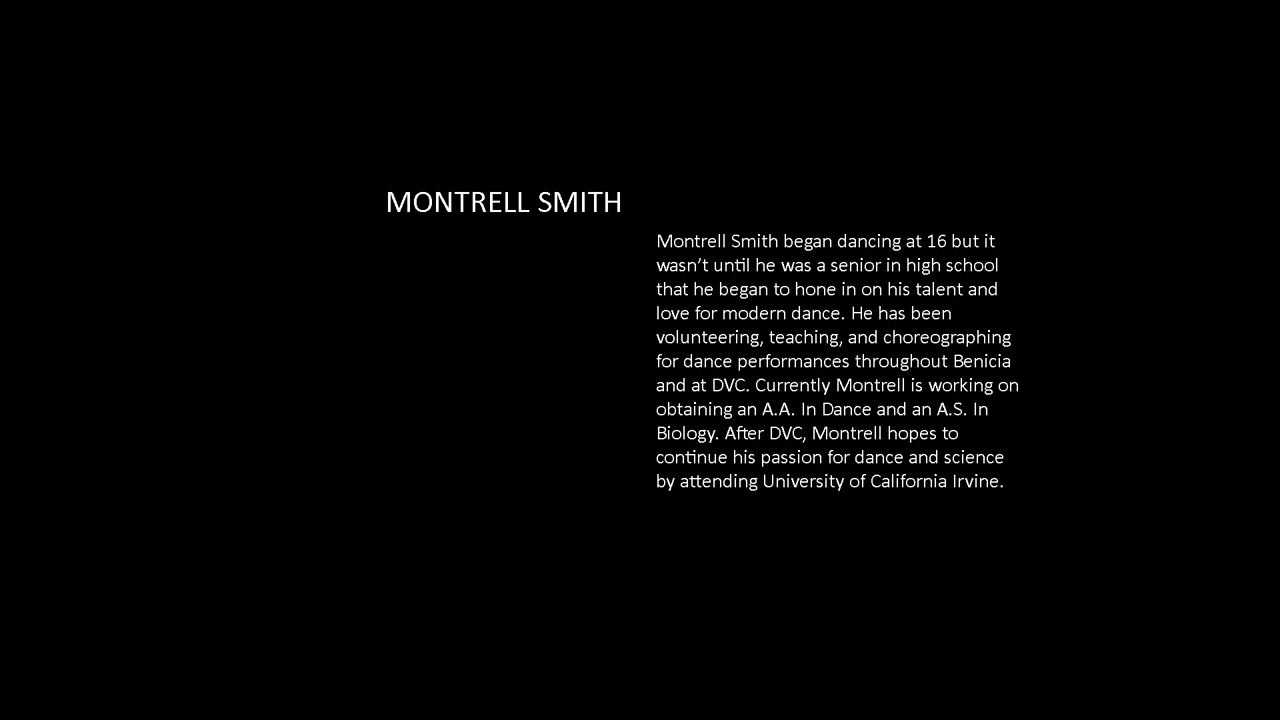 MONTRELL SMITH
Montrell Smith began dancing at 16 but it
wasn’t until he was a senior in high school
that he began to hone in on his talent and
love for modern dance. He has been
volunteering, teaching, and choreographing
for dance performances throughout Benicia
and at DVC. Currently Montrell is working on
obtaining an A.A. In Dance and an A.S. In
Biology. After DVC, Montrell hopes to
continue his passion for dance and science
by attending University of California Irvine.